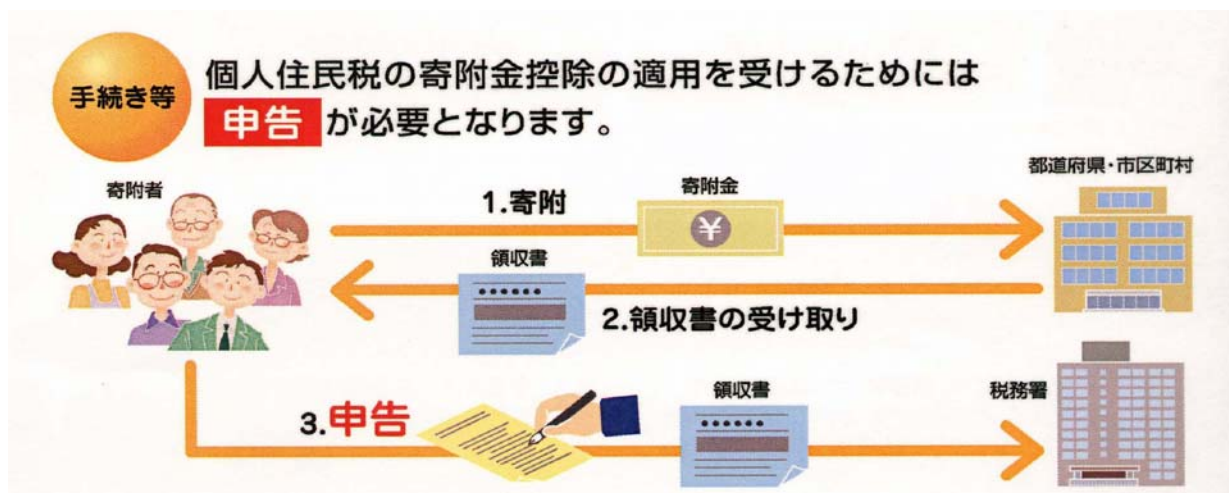 手続き等
個人住民税の寄附金控除の適用を受けるためには
申告が必要となります。
寄附者
都道府県・市区町村
1.寄附
寄附金
¥
領収書
2.領収書の受け取り
3.申告
領収書
税務署